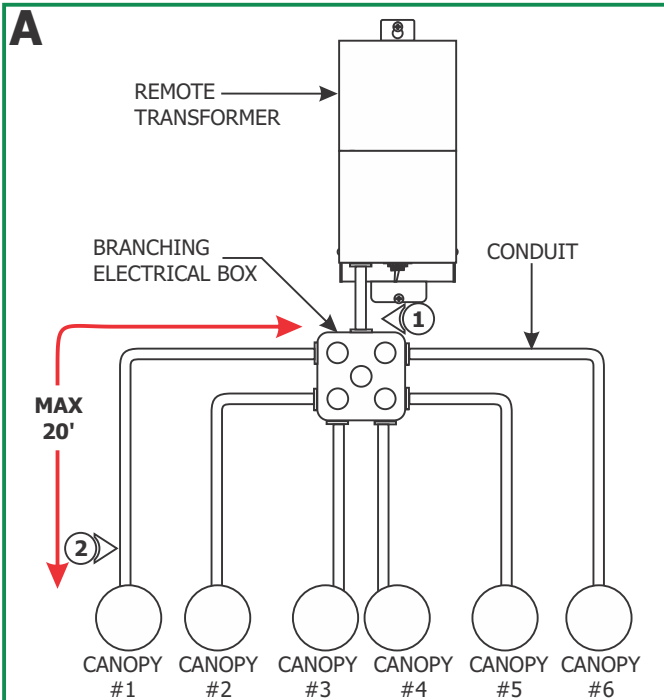 A
REMOTE
TRANSFORMER
BRANCHING
ELECTRICAL BOX
CONDUIT
1
MAX
20'
2
CANOPY
#1
CANOPY
#2
CANOPY
#3
CANOPY
#4
CANOPY
#5
CANOPY
#6